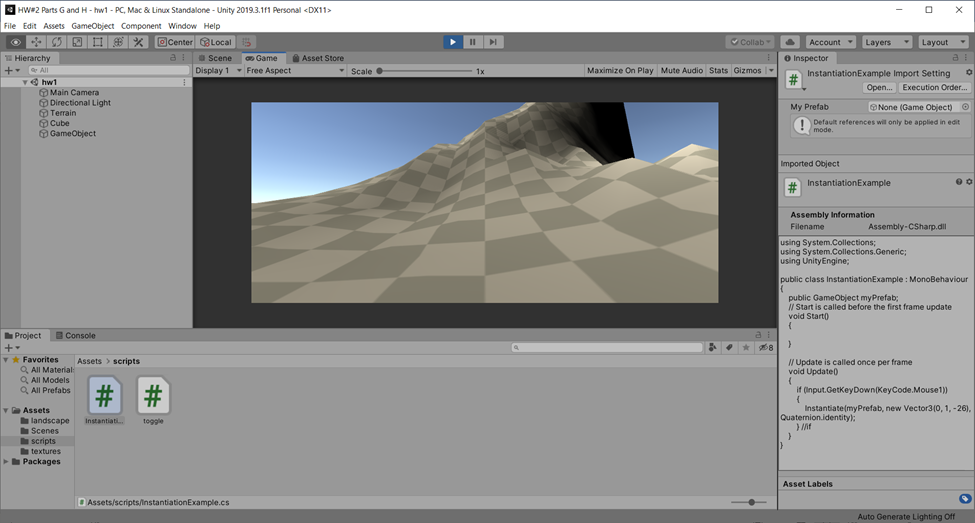 HW#2 Parts G and H - hw1 - PC, Mac & Linux Standalone - Unity 2019.3.1f1 Personal <DX11>
File Edit Assets GameObject Component Window Help
Center Local
Collab Account Layers Layout
Hierarchy
All
hw1
Main Camera
Directional Light
Terrain
Cube
GameObject
Scene Game Asset Store
Display 1 Free Aspect Scale 1x Maximize On Play Mute Audio Stats Gizmos
Inspector
InstantiationExample Import Setting
Open... Execution Order...
My Prefab None (Game Object)
Default references will only be applied in edit
mode.
Imported Object
InstantiationExample
Assembly Information
Filename Assembly-CSharp.dll
using System.Collections;
using System.Collections.Generic;
using UnityEngine;
public class InstantiationExample : MonoBehaviour
{
public GameObject myPrefab;
// Start is called before the first frame update
void Start()
{
}
// Update is called once per frame
void Update()
{
if (Input.GetKeyDown(KeyCode.Mouse1))
{
Instantiate(myPrefab, new Vector3(0, 1, -26),
Quaternion.identity);
} //if
}
}
Asset Labels
Project Console
8
Favorites
All Material
All Models
All Prefabs
Assets
landscape
Scenes
scripts
textures
Packages
Assets > scripts
#
Instantiati...
#
toggle
Assets/scripts/InstantiationExample.cs
Auto Generate Lighting Off